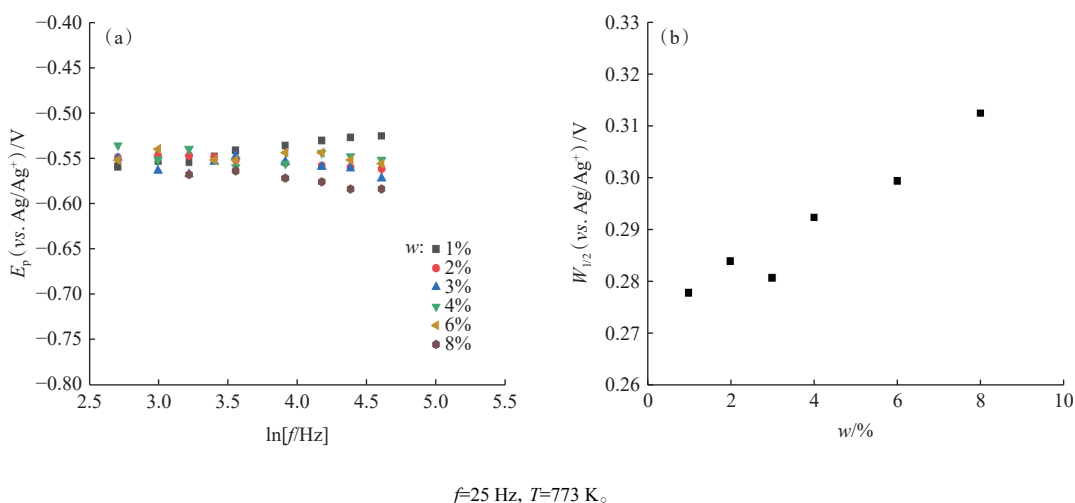 (a)
−0.40
−0.45
−0.50
−0.55
−0.60
−0.65
−0.70
−0.75
−0.80
E_p (vs. Ag/Ag⁺)/V
2.5 3.0 3.5 4.0 4.5 5.0 5.5
ln[f/Hz]
w: 1%
2%
3%
4%
6%
8%
(b)
0.33
0.32
0.31
0.30
0.29
0.28
0.27
0.26
W_{1/2} (vs. Ag/Ag⁺)/V
0 2 4 6 8 10
w/%
f=25 Hz, T=773 K。